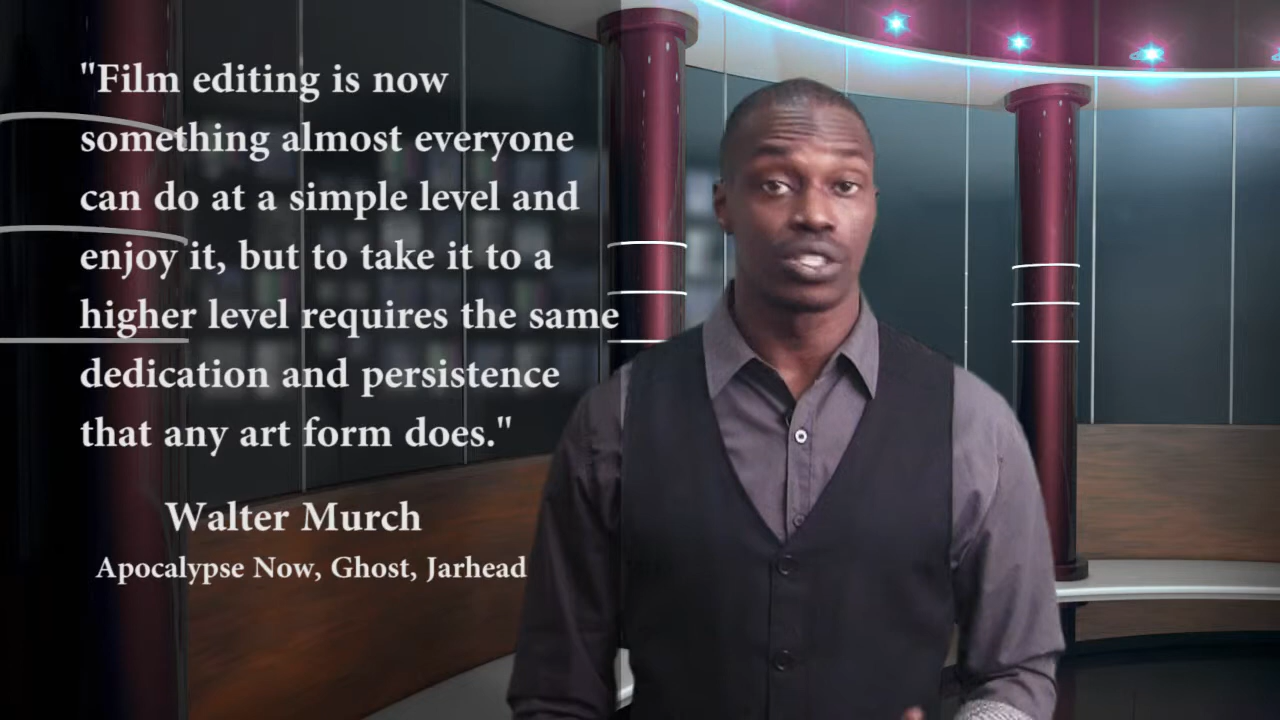 "Film editing is now
something almost everyone
can do at a simple level and
enjoy it, but to take it to a
higher level requires the same
dedication and persistence
that any art form does."
Walter Murch
Apocalypse Now, Ghost, Jarhead